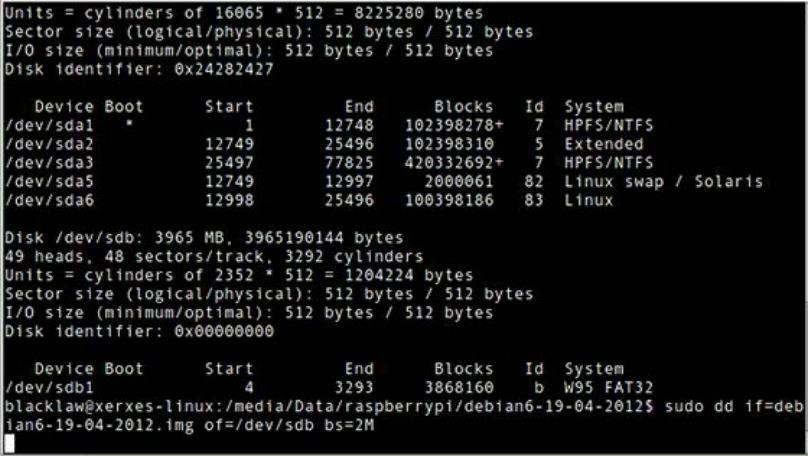 Units = cylinders of 16065 * 512 = 8225280 bytes
Sector size (logical/physical): 512 bytes / 512 bytes
I/O size (minimum/optimal): 512 bytes / 512 bytes
Disk identifier: 0x24282427
Device Boot Start End Blocks Id System
/dev/sda1 * 1 12748 102398278+ 7 HPFS/NTFS
/dev/sda2 12749 25496 102398310 5 Extended
/dev/sda3 25497 77825 420332692+ 7 HPFS/NTFS
/dev/sda5 12749 12997 2000061 82 Linux swap / Solaris
/dev/sda6 12998 25496 100398186 83 Linux
Disk /dev/sdb: 3965 MB, 3965190144 bytes
49 heads, 48 sectors/track, 3292 cylinders
Units = cylinders of 2352 * 512 = 1204224 bytes
Sector size (logical/physical): 512 bytes / 512 bytes
I/O size (minimum/optimal): 512 bytes / 512 bytes
Disk identifier: 0x00000000
Device Boot Start End Blocks Id System
/dev/sdb1 4 3293 3868160 b W95 FAT32
blacklaw@xerxes-linux:/media/Data/raspberrypi/debian6-19-04-2012$ sudo dd if=deb
ian6-19-04-2012.img of=/dev/sdb bs=2M